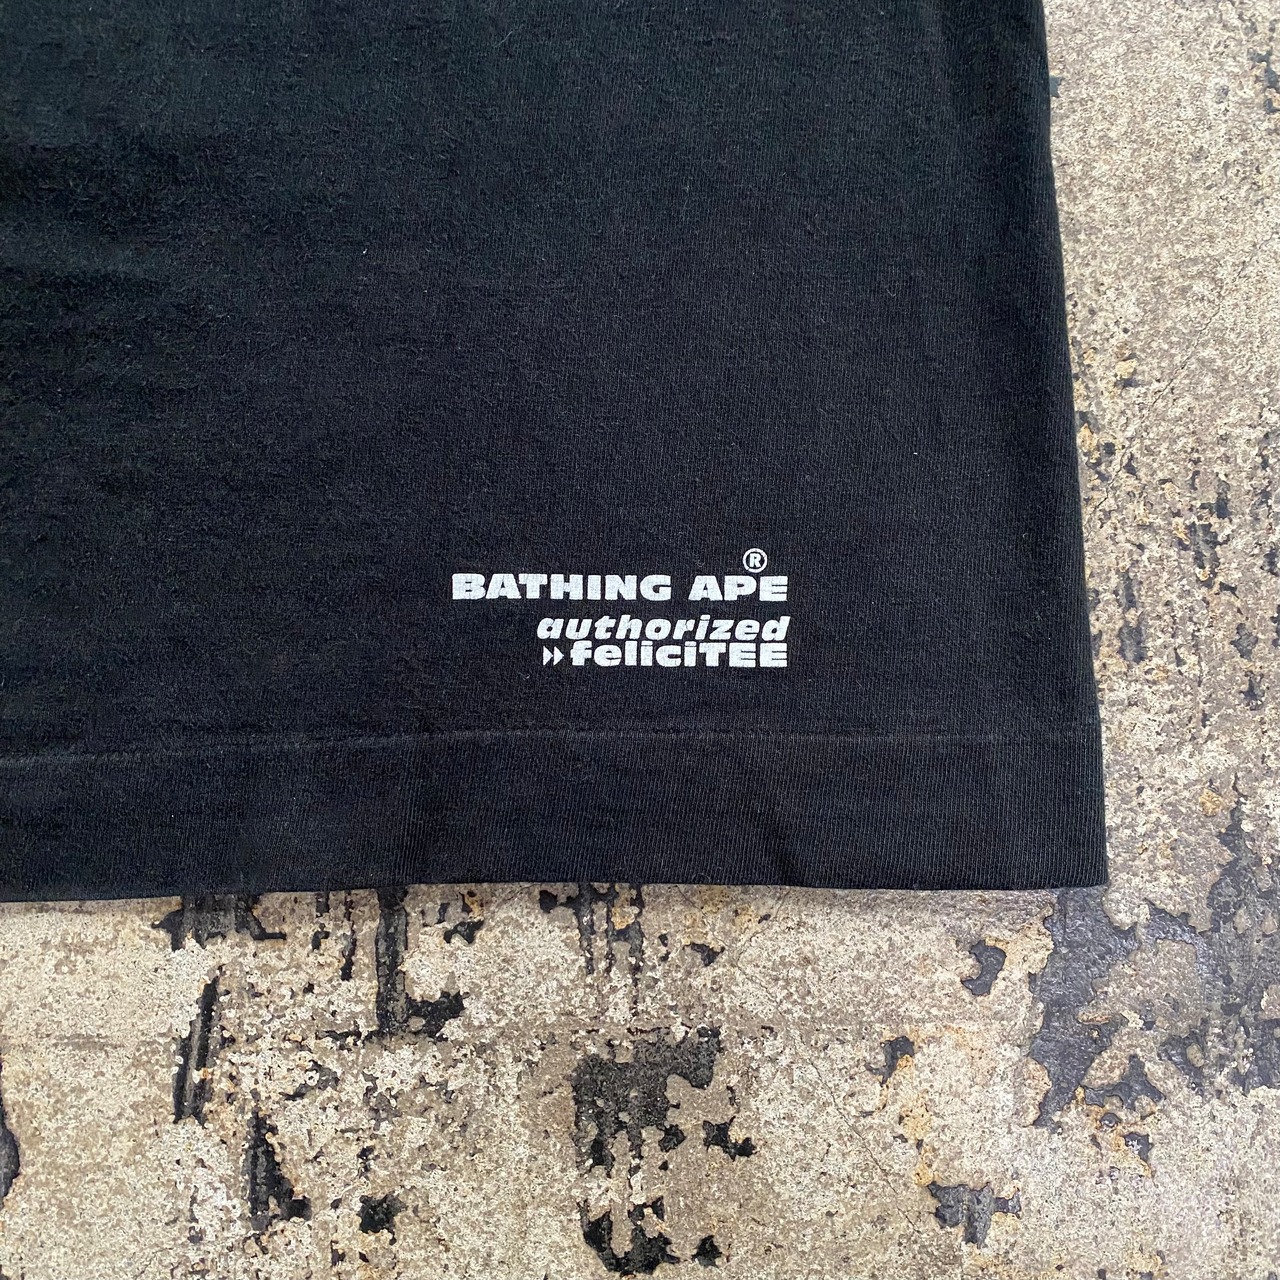 ®
BATHING APE
authorized
»feliciTEE